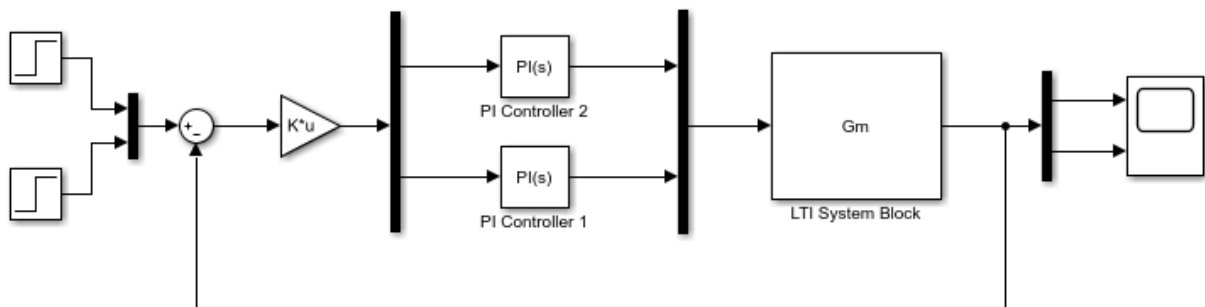 +
−
K*u
PI(s)
PI Controller 2
PI(s)
PI Controller 1
Gm
LTI System Block